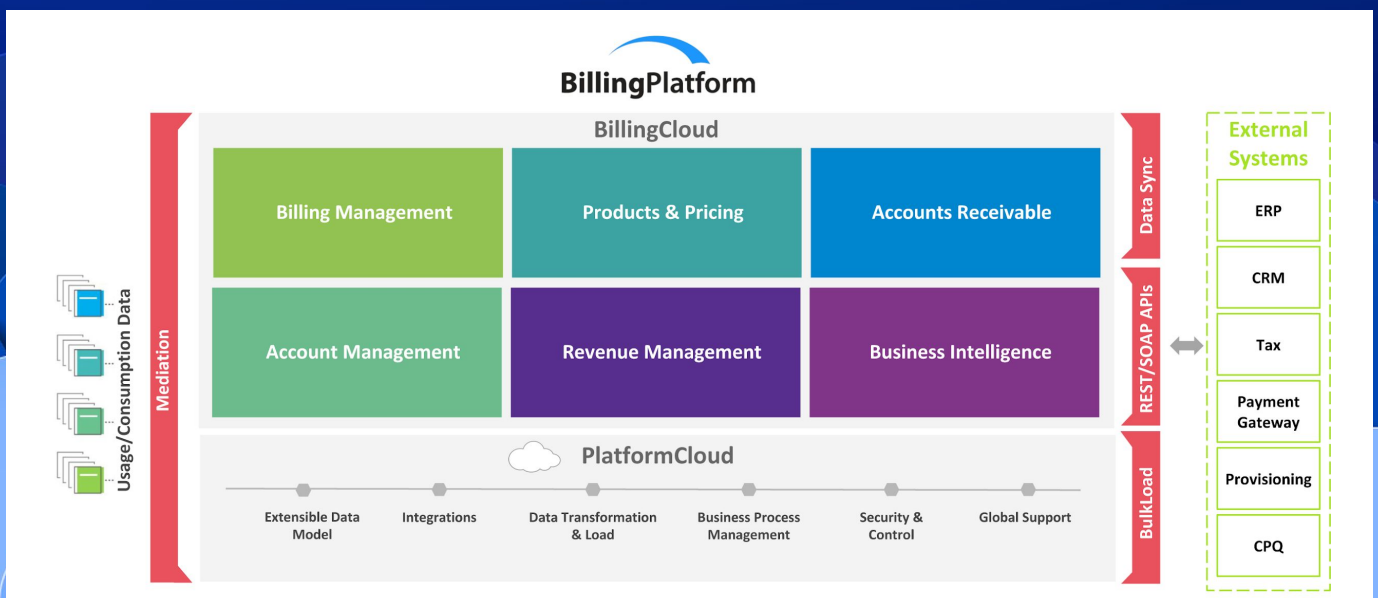 BillingPlatform
BillingCloud
Billing Management
Products & Pricing
Accounts Receivable
Account Management
Revenue Management
Business Intelligence
PlatformCloud
Extensible Data
Model
Integrations
Data Transformation
& Load
Business Process
Management
Security &
Control
Global Support
Usage/Consumption Data
Mediation
Data Sync
REST/SOAP APIs
BulkLoad
External
Systems
ERP
CRM
Tax
Payment
Gateway
Provisioning
CPQ